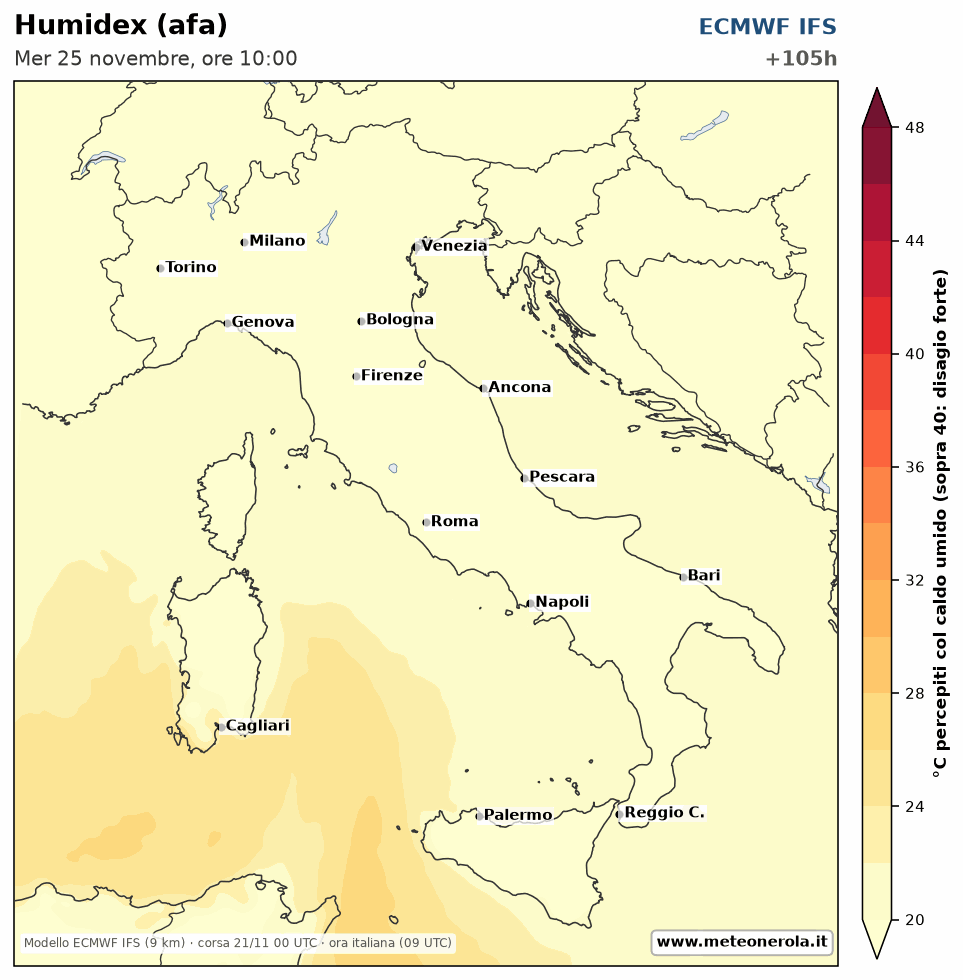 Humidex (afa)
ECMWF IFS
Mer 25 novembre, ore 10:00
+105h
48
44
40
36
32
28
24
20
°C percepiti col caldo umido (sopra 40: disagio forte)
Milano
Venezia
Torino
Genova
Bologna
Firenze
Ancona
Pescara
Roma
Bari
Napoli
Cagliari
Palermo
Reggio C.
Modello ECMWF IFS (9 km) · corsa 21/11 00 UTC · ora italiana (09 UTC)
www.meteonerola.it